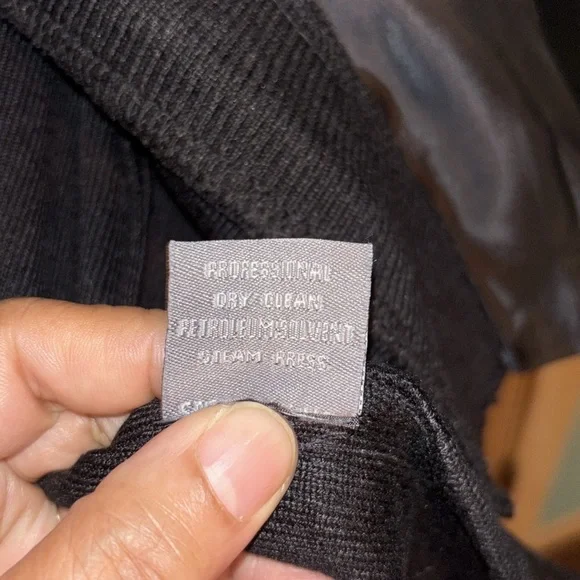 PROFESSIONAL
DRY CLEAN
PETROLEUM SOLVENT
STEAM PRESS